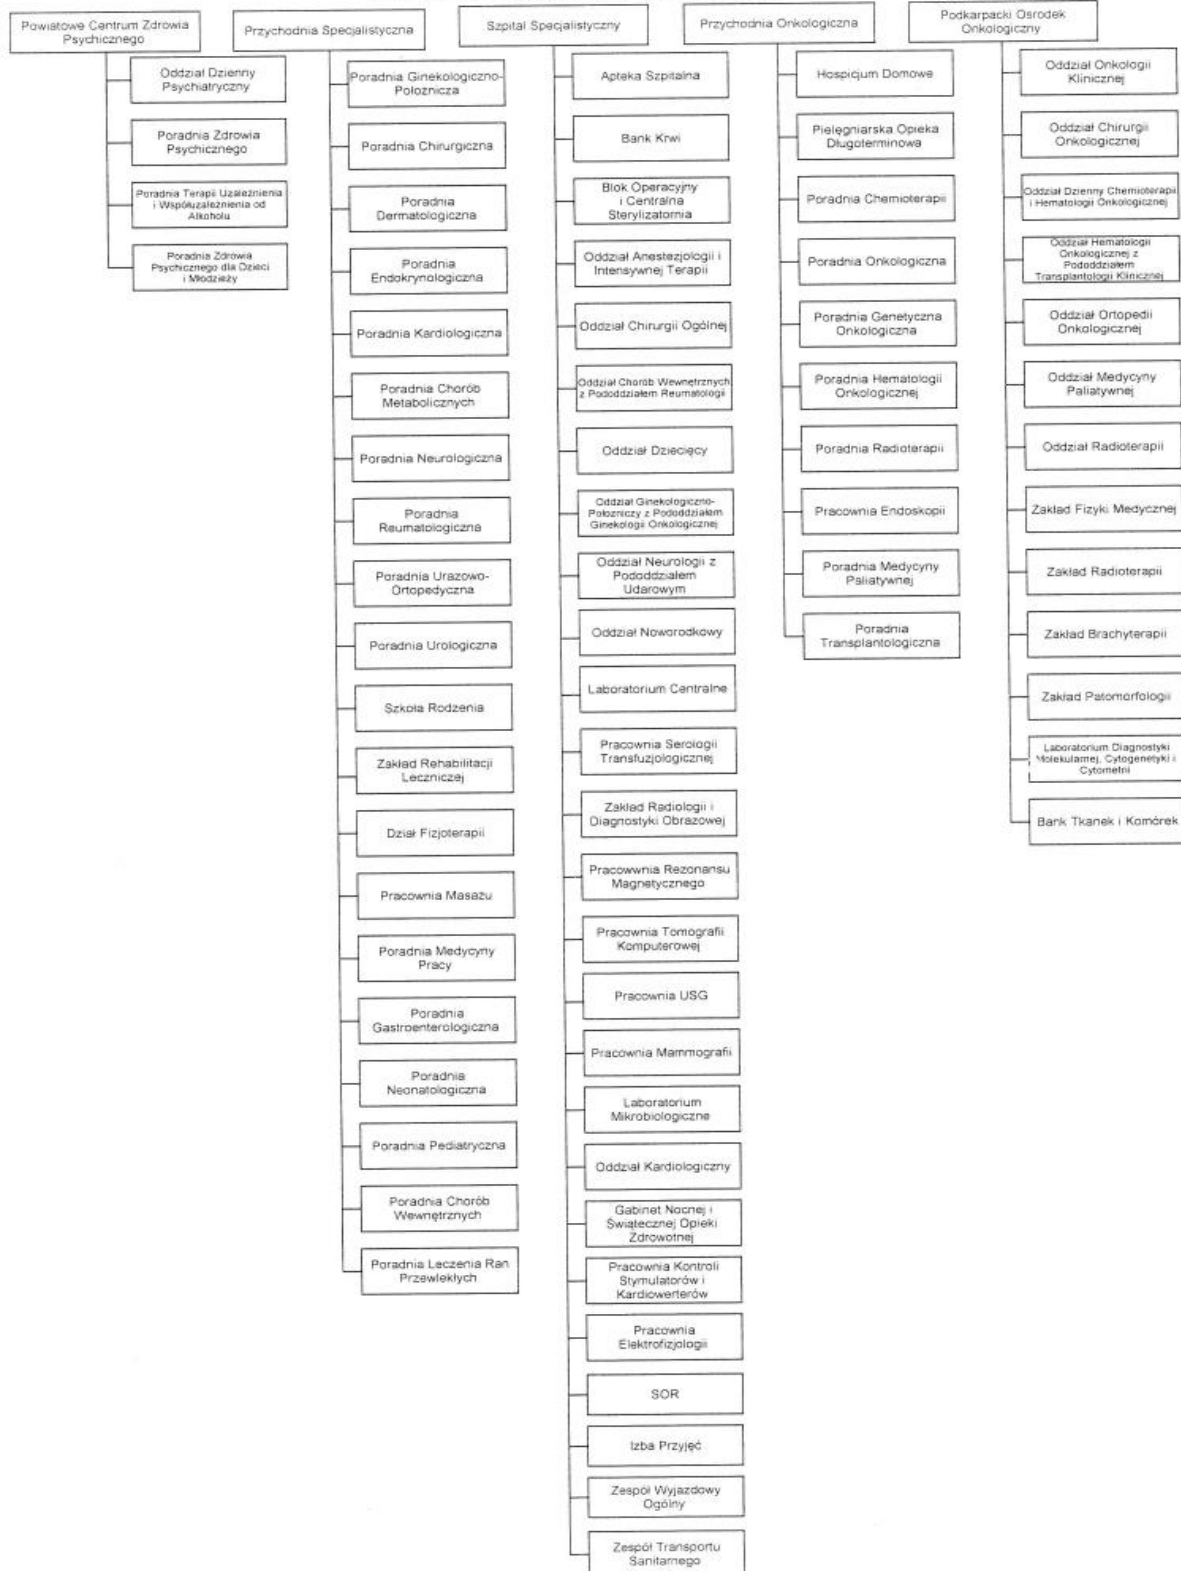 Powiatowe Centrum Zdrowia
Psychicznego
Oddział Dzienny
Psychiatryczny
Poradnia Zdrowia
Psychicznego
Poradnia Terapii Uzależnienia
i Współuzależnienia od
Alkoholu
Poradnia Zdrowia
Psychicznego dla Dzieci
i Młodzieży
Przychodnia Specjalistyczna
Poradnia Ginekologiczno-
Położnicza
Poradnia Chirurgiczna
Poradnia
Dermatologiczna
Poradnia
Endokrynologiczna
Poradnia Kardiologiczna
Poradnia Chorób
Metabolicznych
Poradnia Neurologiczna
Poradnia
Reumatologiczna
Poradnia Urazowo-
Ortopedyczna
Poradnia Urologiczna
Szkoła Rodzenia
Zakład Rehabilitacji
Leczniczej
Dział Fizjoterapii
Pracownia Masażu
Poradnia Medycyny
Pracy
Poradnia
Gastroenterologiczna
Poradnia
Neonatologiczna
Poradnia Pediatryczna
Poradnia Chorób
Wewnętrznych
Poradnia Leczenia Ran
Przewlekłych
Szpital Specjalistyczny
Apteka Szpitalna
Bank Krwi
Blok Operacyjny
i Centralna
Sterylizatornia
Oddział Anestezjologii i
Intensywnej Terapii
Oddział Chirurgii Ogólnej
Oddział Chorób Wewnętrznych
z Pododdziałem Reumatologii
Oddział Dziecięcy
Oddział Ginekologiczno-
Położniczy z Pododdziałem
Ginekologii Onkologicznej
Oddział Neurologii z
Pododdziałem
Udarowym
Oddział Noworodkowy
Laboratorium Centralne
Pracownia Serologii
Transfuzjologicznej
Zakład Radiologii i
Diagnostyki Obrazowej
Pracowwnia Rezonansu
Magnetycznego
Pracownia Tomografii
Komputerowej
Pracownia USG
Pracownia Mammografii
Laboratorium
Mikrobiologiczne
Oddział Kardiologiczny
Gabinet Nocnej i
Świątecznej Opieki
Zdrowotnej
Pracownia Kontroli
Stymulatorów i
Kardiowerterów
Pracownia
Elektrofizjologii
SOR
Izba Przyjęć
Zespół Wyjazdowy
Ogólny
Zespół Transportu
Sanitarnego
Przychodnia Onkologiczna
Hospicjum Domowe
Pielęgniarska Opieka
Długoterminowa
Poradnia Chemioterapii
Poradnia Onkologiczna
Poradnia Genetyczna
Onkologiczna
Poradnia Hematologii
Onkologicznej
Poradnia Radioterapii
Pracownia Endoskopii
Poradnia Medycyny
Paliatywnej
Poradnia
Transplantologiczna
Podkarpacki Ośrodek
Onkologiczny
Oddział Onkologii
Klinicznej
Oddział Chirurgii
Onkologicznej
Oddział Dzienny Chemioterapii
i Hematologii Onkologicznej
Oddział Hematologii
Onkologicznej z
Pododdziałem
Transplantologii Klinicznej
Oddział Ortopedii
Onkologicznej
Oddział Medycyny
Paliatywnej
Oddział Radioterapii
Zakład Fizyki Medycznej
Zakład Radioterapii
Zakład Brachyterapii
Zakład Patomorfologii
Laboratorium Diagnostyki
Molekularnej, Cytogenetyki i
Cytometrii
Bank Tkanek i Komórek